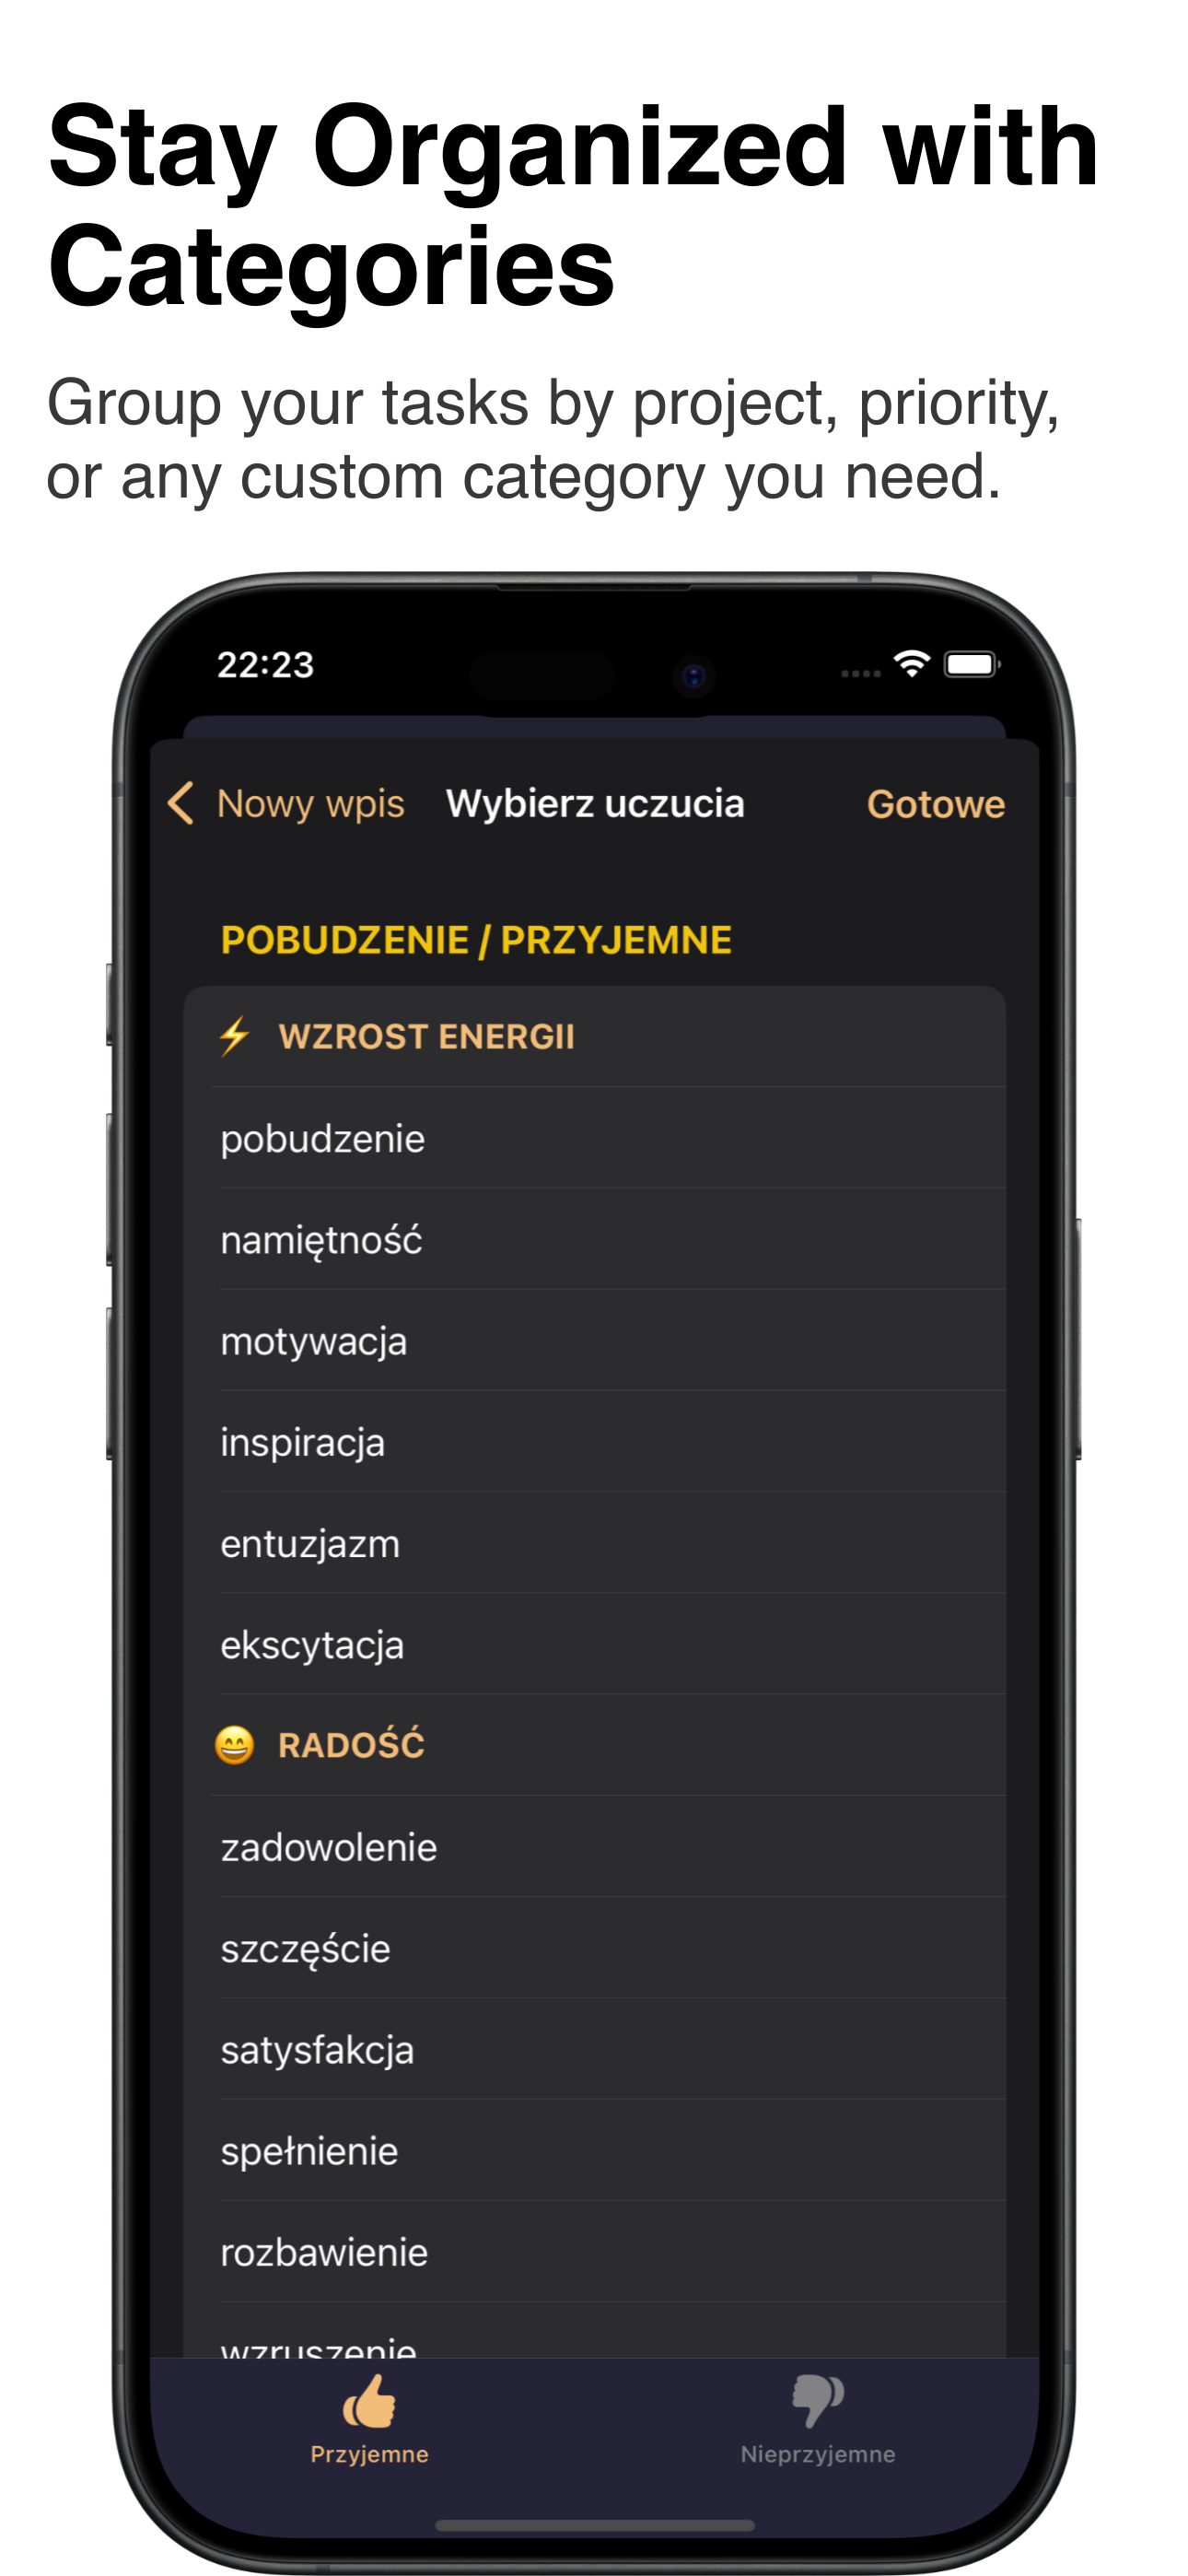 Stay Organized with
Categories
Group your tasks by project, priority,
or any custom category you need.
22:23
Nowy wpis Wybierz uczucia Gotowe
POBUDZENIE / PRZYJEMNE
⚡ WZROST ENERGII
pobudzenie
namiętność
motywacja
inspiracja
entuzjazm
ekscytacja
😄 RADOŚĆ
zadowolenie
szczęście
satysfakcja
spełnienie
rozbawienie
wzruszenie
Przyjemne Nieprzyjemne